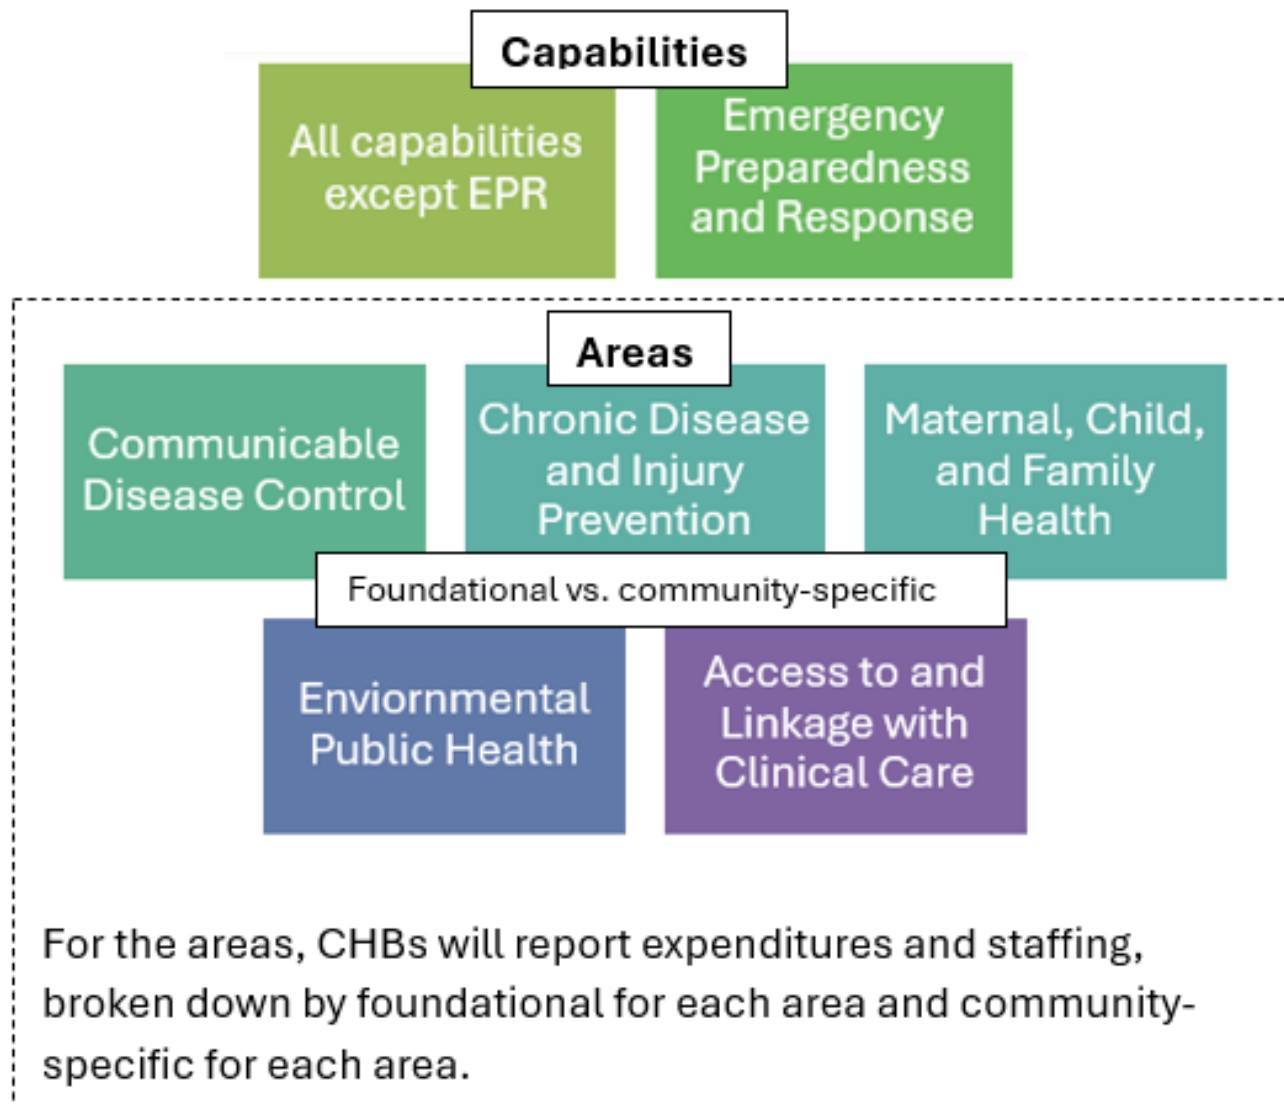 Capabilities
All capabilities
except EPR
Emergency
Preparedness
and Response
Areas
Communicable
Disease Control
Chronic Disease
and Injury
Prevention
Maternal, Child,
and Family
Health
Foundational vs. community-specific
Enviornmental
Public Health
Access to and
Linkage with
Clinical Care
For the areas, CHBs will report expenditures and staffing,
broken down by foundational for each area and community-
specific for each area.